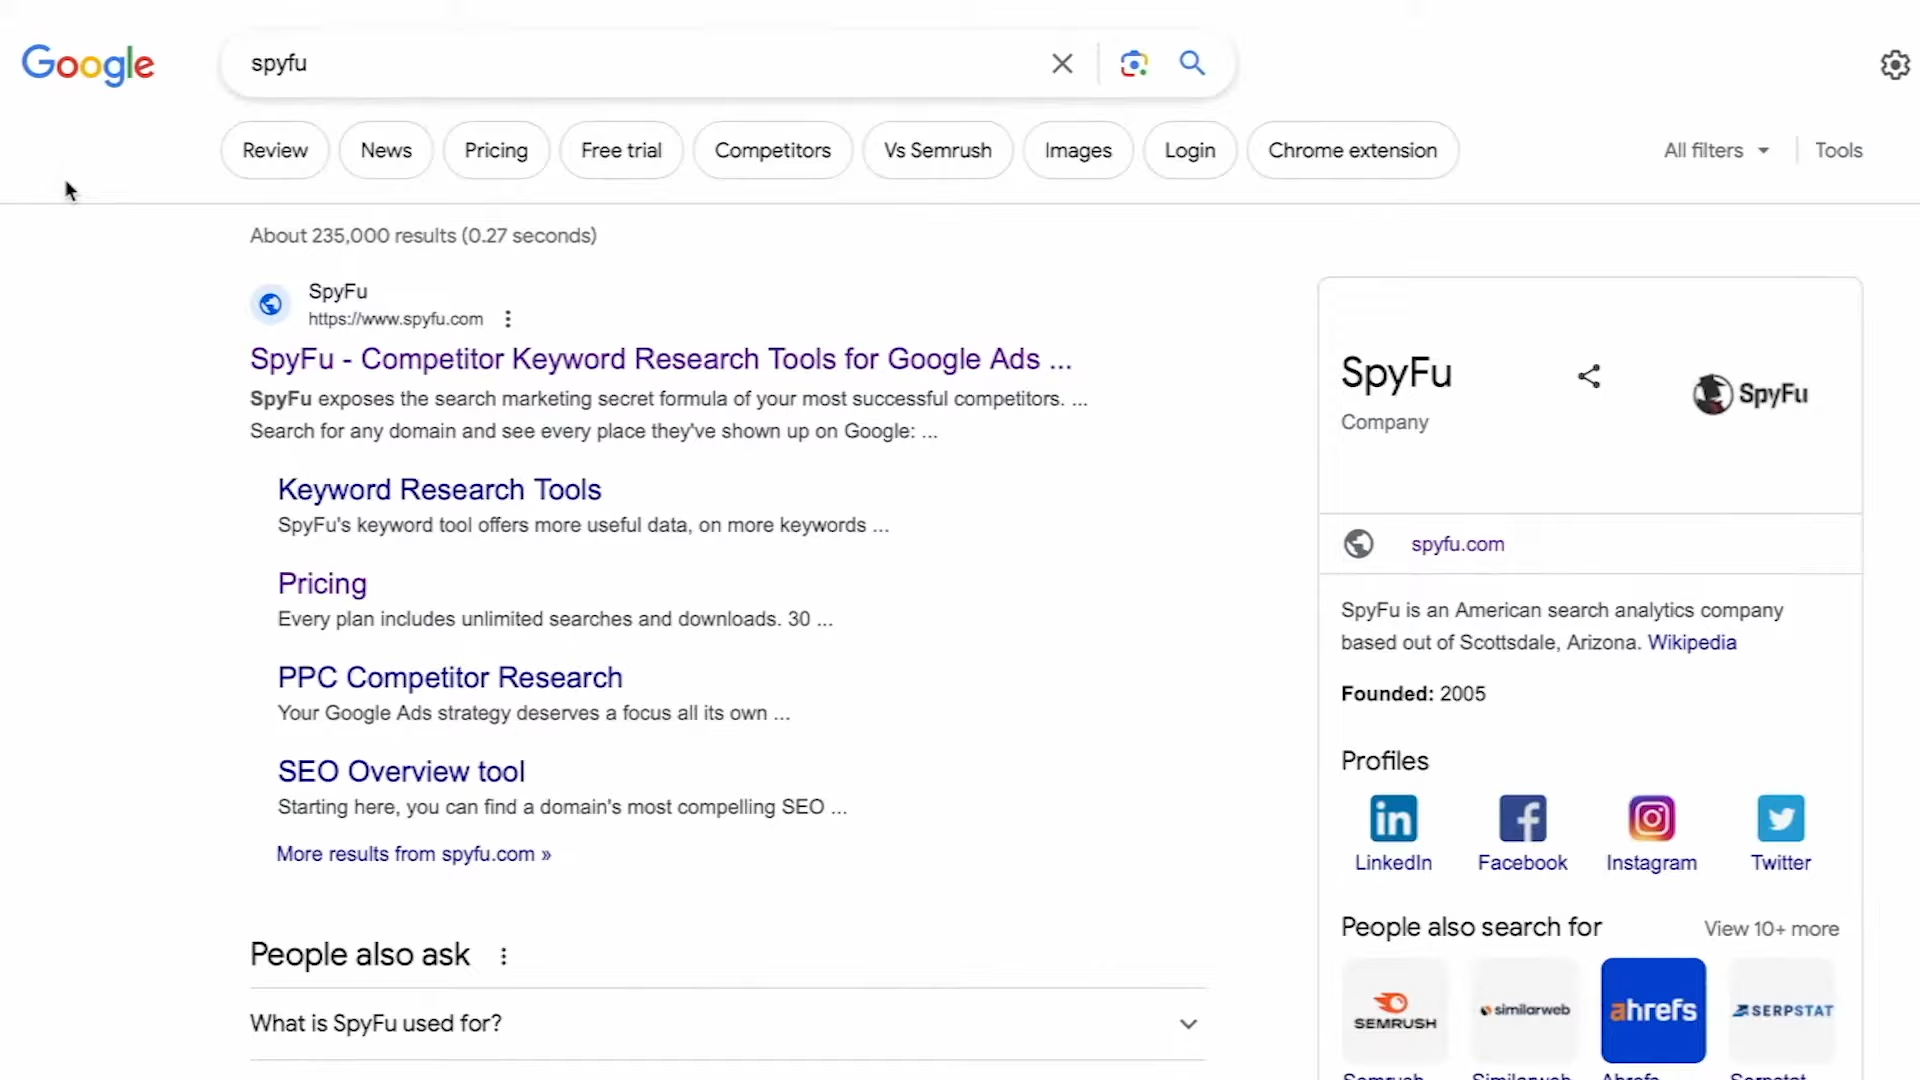 Google
spyfu
Review
News
Pricing
Free trial
Competitors
Vs Semrush
Images
Login
Chrome extension
All filters
Tools
About 235,000 results (0.27 seconds)
SpyFu
https://www.spyfu.com
SpyFu - Competitor Keyword Research Tools for Google Ads ...
SpyFu exposes the search marketing secret formula of your most successful competitors. ...
Search for any domain and see every place they've shown up on Google: ...
Keyword Research Tools
SpyFu's keyword tool offers more useful data, on more keywords ...
Pricing
Every plan includes unlimited searches and downloads. 30 ...
PPC Competitor Research
Your Google Ads strategy deserves a focus all its own ...
SEO Overview tool
Starting here, you can find a domain's most compelling SEO ...
More results from spyfu.com »
People also ask
What is SpyFu used for?
SpyFu
Company
SpyFu
spyfu.com
SpyFu is an American search analytics company
based out of Scottsdale, Arizona. Wikipedia
Founded: 2005
Profiles
LinkedIn
Facebook
Instagram
Twitter
People also search for
View 10+ more
SEMRUSH
similarweb
ahrefs
SERPSTAT
Semrush
Similarweb
Ahrefs
Serpstat